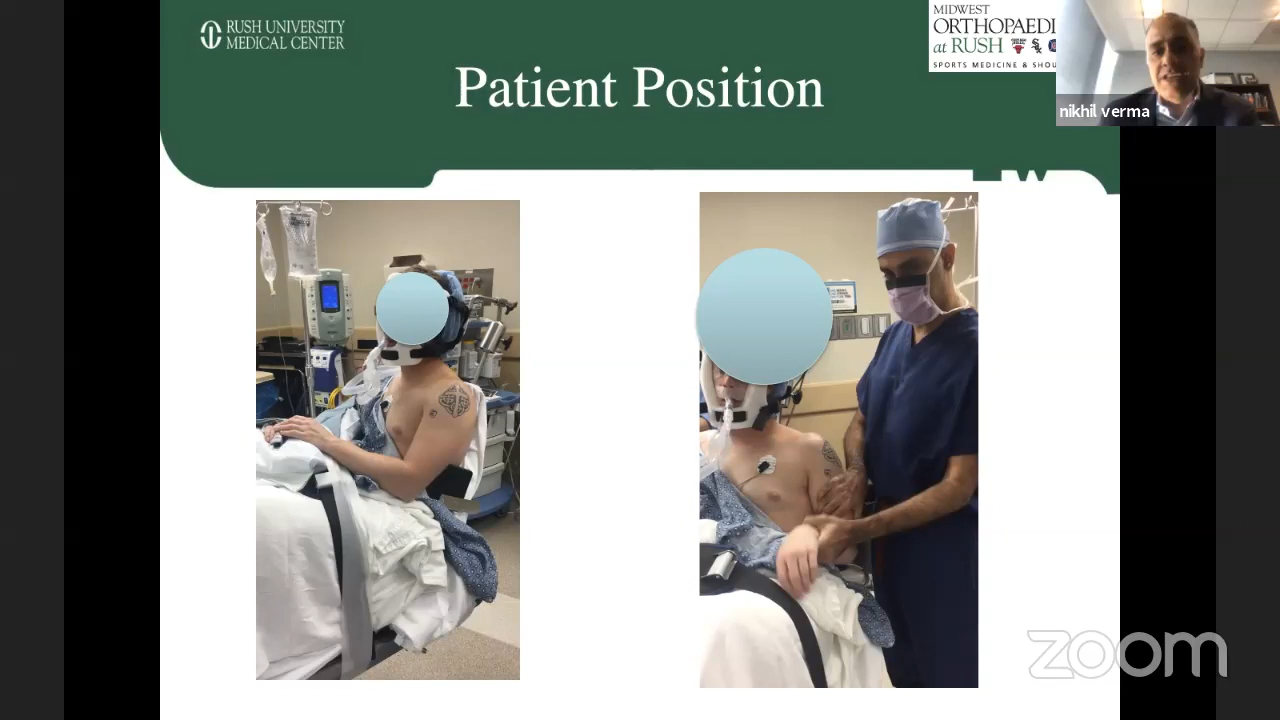 RUSH UNIVERSITY
MEDICAL CENTER
Patient Position
MIDWEST
ORTHOPAEDI
at RUSH
SPORTS MEDICINE & SHOU
nikhil verma
zoom